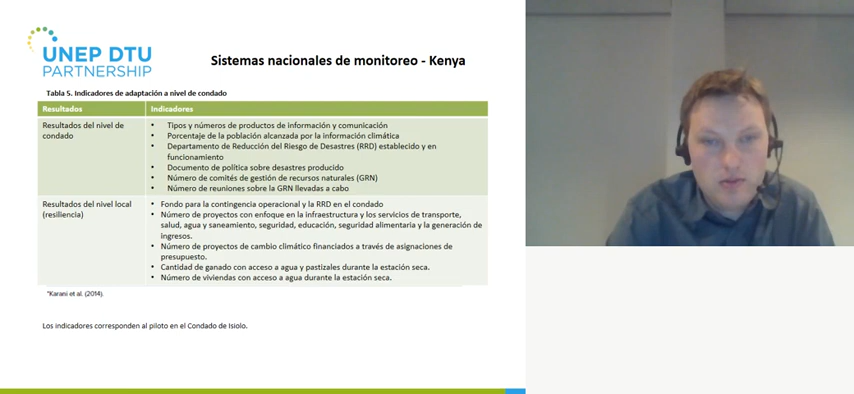 UNEP DTU
PARTNERSHIP
Sistemas nacionales de monitoreo - Kenya
Tabla 5. Indicadores de adaptación a nivel de condado
Resultados
Indicadores
Resultados del nivel de
condado
• Tipos y números de productos de información y comunicación
• Porcentaje de la población alcanzada por la información climática
• Departamento de Reducción del Riesgo de Desastres (RRD) establecido y en
funcionamiento
• Documento de política sobre desastres producido
• Número de comités de gestión de recursos naturales (GRN)
• Número de reuniones sobre la GRN llevadas a cabo
Resultados del nivel local
(resiliencia)
• Fondo para la contingencia operacional y la RRD en el condado
• Número de proyectos con enfoque en la infraestructura y los servicios de transporte,
salud, agua y saneamiento, seguridad, educación, seguridad alimentaria y la generación de
ingresos.
• Número de proyectos de cambio climático financiados a través de asignaciones de
presupuesto.
• Cantidad de ganado con acceso a agua y pastizales durante la estación seca.
• Número de viviendas con acceso a agua durante la estación seca.
*Karani et al. (2014).
Los indicadores corresponden al piloto en el Condado de Isiolo.